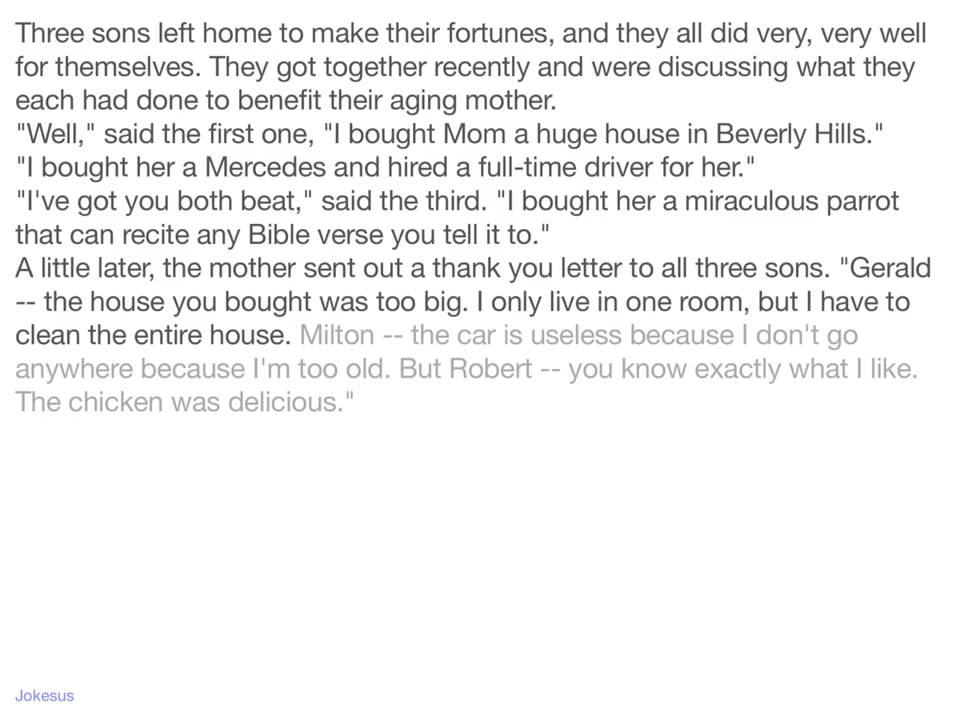 Three sons left home to make their fortunes, and they all did very, very well
for themselves. They got together recently and were discussing what they
each had done to benefit their aging mother.
"Well," said the first one, "I bought Mom a huge house in Beverly Hills."
"I bought her a Mercedes and hired a full-time driver for her."
"I've got you both beat," said the third. "I bought her a miraculous parrot
that can recite any Bible verse you tell it to."
A little later, the mother sent out a thank you letter to all three sons. "Gerald
-- the house you bought was too big. I only live in one room, but I have to
clean the entire house. Milton -- the car is useless because I don't go
anywhere because I'm too old. But Robert -- you know exactly what I like.
The chicken was delicious."
Jokesus